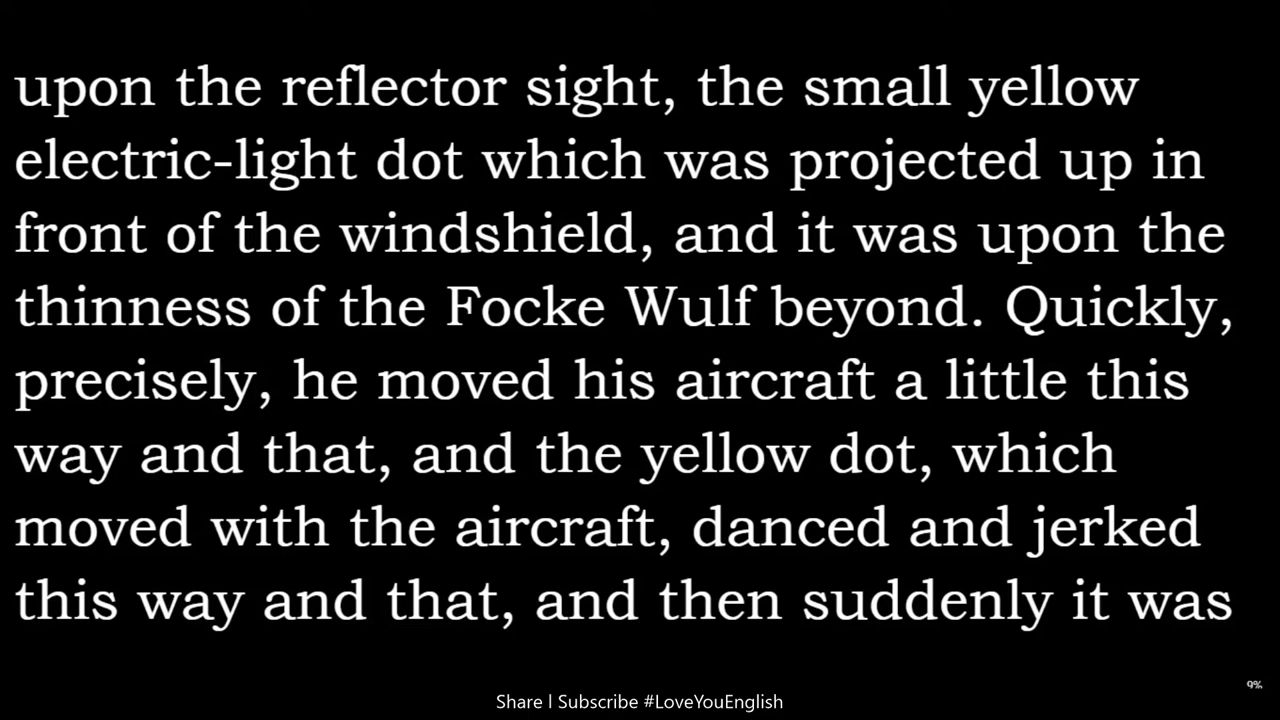 upon the reflector sight, the small yellow
electric-light dot which was projected up in
front of the windshield, and it was upon the
thinness of the Focke Wulf beyond. Quickly,
precisely, he moved his aircraft a little this
way and that, and the yellow dot, which
moved with the aircraft, danced and jerked
this way and that, and then suddenly it was
9%
Share | Subscribe #LoveYouEnglish